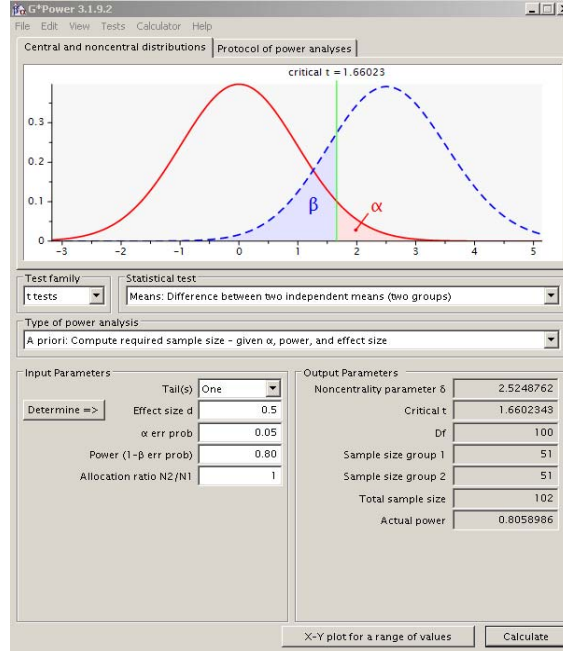 G*Power 3.1.9.2
File Edit View Tests Calculator Help
Central and noncentral distributions Protocol of power analyses
critical t = 1.66023
0.3
0.2
0.1
0
β
α
-3 -2 -1 0 1 2 3 4 5
Test family Statistical test
t tests Means: Difference between two independent means (two groups)
Type of power analysis
A priori: Compute required sample size - given α, power, and effect size
Input Parameters Output Parameters
Tail(s) One Noncentrality parameter δ 2.5248762
Determine => Effect size d 0.5 Critical t 1.6602343
α err prob 0.05 Df 100
Power (1-β err prob) 0.80 Sample size group 1 51
Allocation ratio N2/N1 1 Sample size group 2 51
Total sample size 102
Actual power 0.8058986
X-Y plot for a range of values Calculate